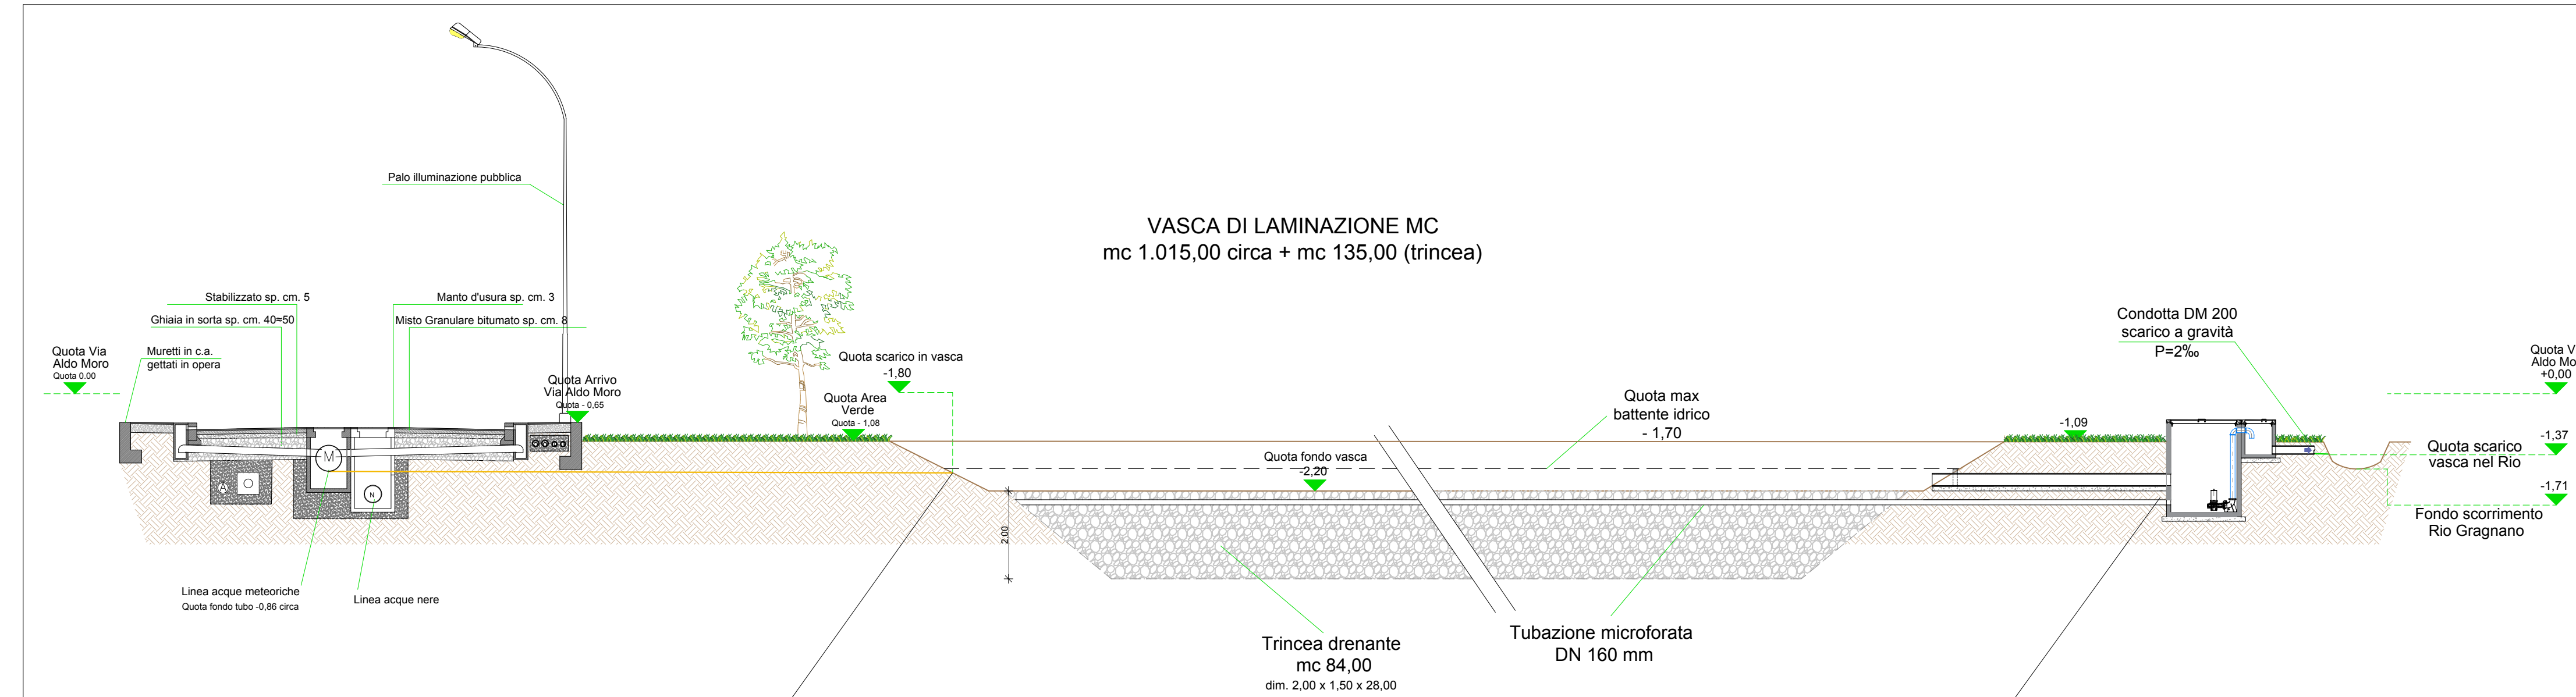 VASCA DI LAMINAZIONE MC
mc 1.015,00 circa + mc 135,00 (trincea)
Palo illuminazione pubblica
Stabilizzato sp. cm. 5
Manto d'usura sp. cm. 3
Ghiaia in sorta sp. cm. 40≈50
Misto Granulare bitumato sp. cm. 8
Quota Via
Aldo Moro
Quota 0.00
Muretti in c.a.
gettati in opera
Quota Arrivo
Via Aldo Moro
Quota - 0,65
Quota scarico in vasca
-1,80
Quota Area
Verde
Quota - 1,08
Quota fondo vasca
-2,20
Quota max
battente idrico
- 1,70
-1,09
Condotta DM 200
scarico a gravità
P=2‰
Quota V
Aldo Mo
+0,00
-1,37
Quota scarico
vasca nel Rio
-1,71
Fondo scorrimento
Rio Gragnano
M
A
N
2.00
Linea acque meteoriche
Quota fondo tubo -0,86 circa
Linea acque nere
Trincea drenante
mc 84,00
dim. 2,00 x 1,50 x 28,00
Tubazione microforata
DN 160 mm